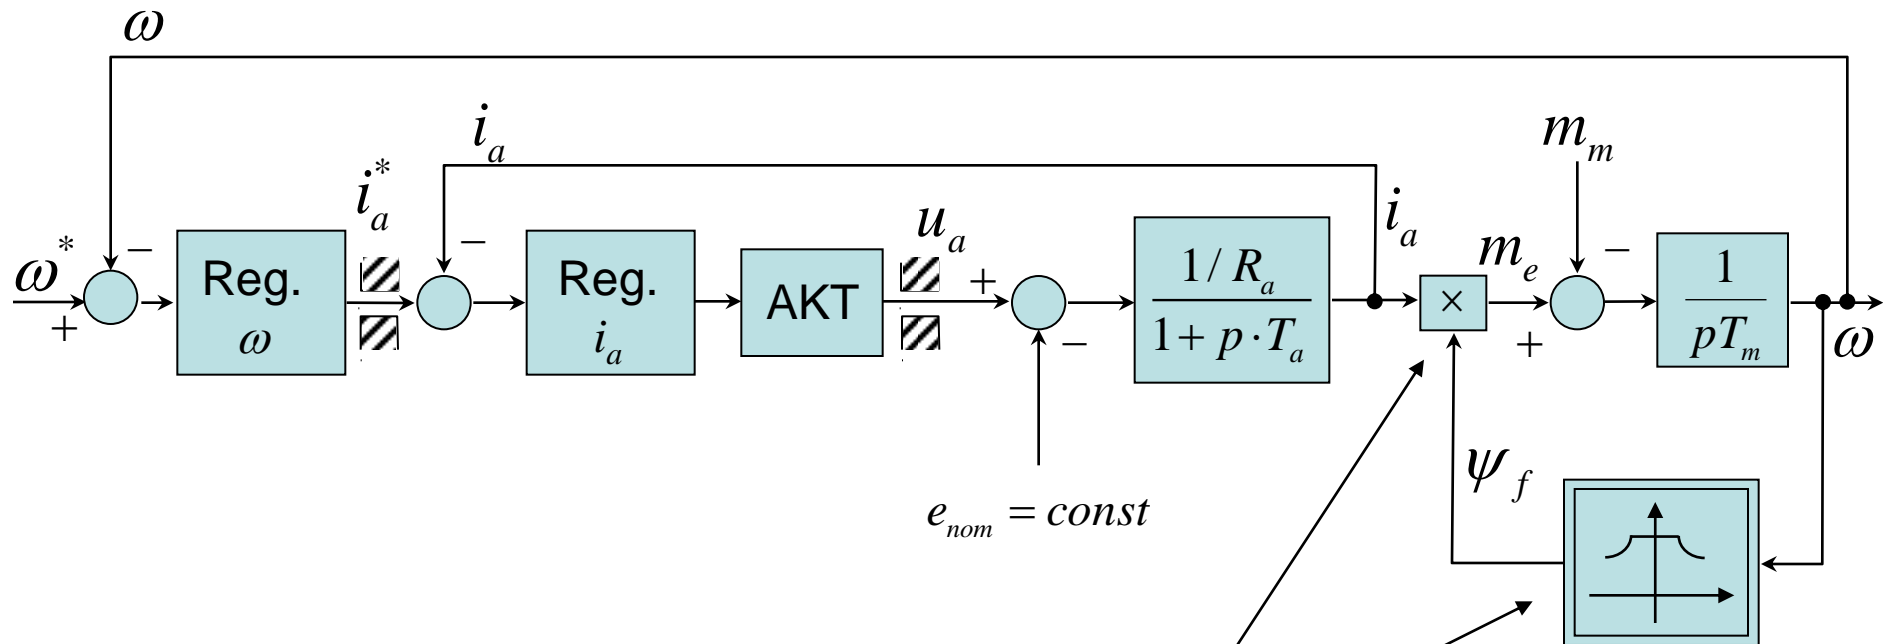 ω
i_a
m_m
i_a^*
i_a
u_a
m_e
ω^*
−
+
Reg.
ω
−
Reg.
i_a
AKT
+
−
1/ R_a
1+ p·T_a
×
−
+
1
pT_m
ω
ψ_f
e_nom = const